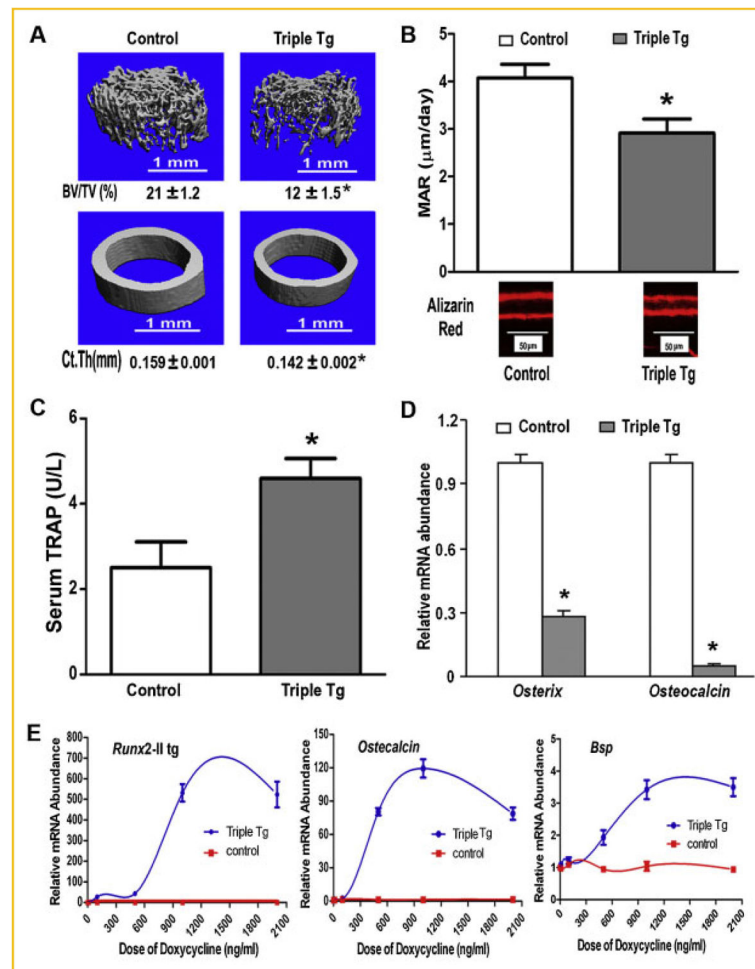 A
Control Triple Tg
1 mm 1 mm
BV/TV (%) 21 ±1.2 12 ±1.5*
1 mm 1 mm
Ct.Th(mm) 0.159±0.001 0.142±0.002*
B
Control Triple Tg
MAR (μm/day)
5
4
3
2
1
0
*
Alizarin
Red
50μm 50μm
Control Triple Tg
C
Serum TRAP (U/L)
6
4
2
0
*
Control Triple Tg
D
Control Triple Tg
Relative mRNA abundance
1.2
0.9
0.6
0.3
0
* *
Osterix Osteocalcin
E
Runx2-II tg
Relative mRNA Abundance
800
700
600
500
400
300
200
100
0
Triple Tg
control
0 300 600 900 1200 1500 1800 2100
Dose of Doxycycline (ng/ml)
Ostecalcin
Relative mRNA Abundance
150
120
90
60
30
0
Triple Tg
control
0 300 600 900 1200 1500 1800 2100
Dose of Doxycycline (ng/ml)
Bsp
Relative mRNA Abundance
5
4
3
2
1
0
Triple Tg
control
0 300 600 900 1200 1500 1800 2100
Dose of Doxycycline (ng/ml)